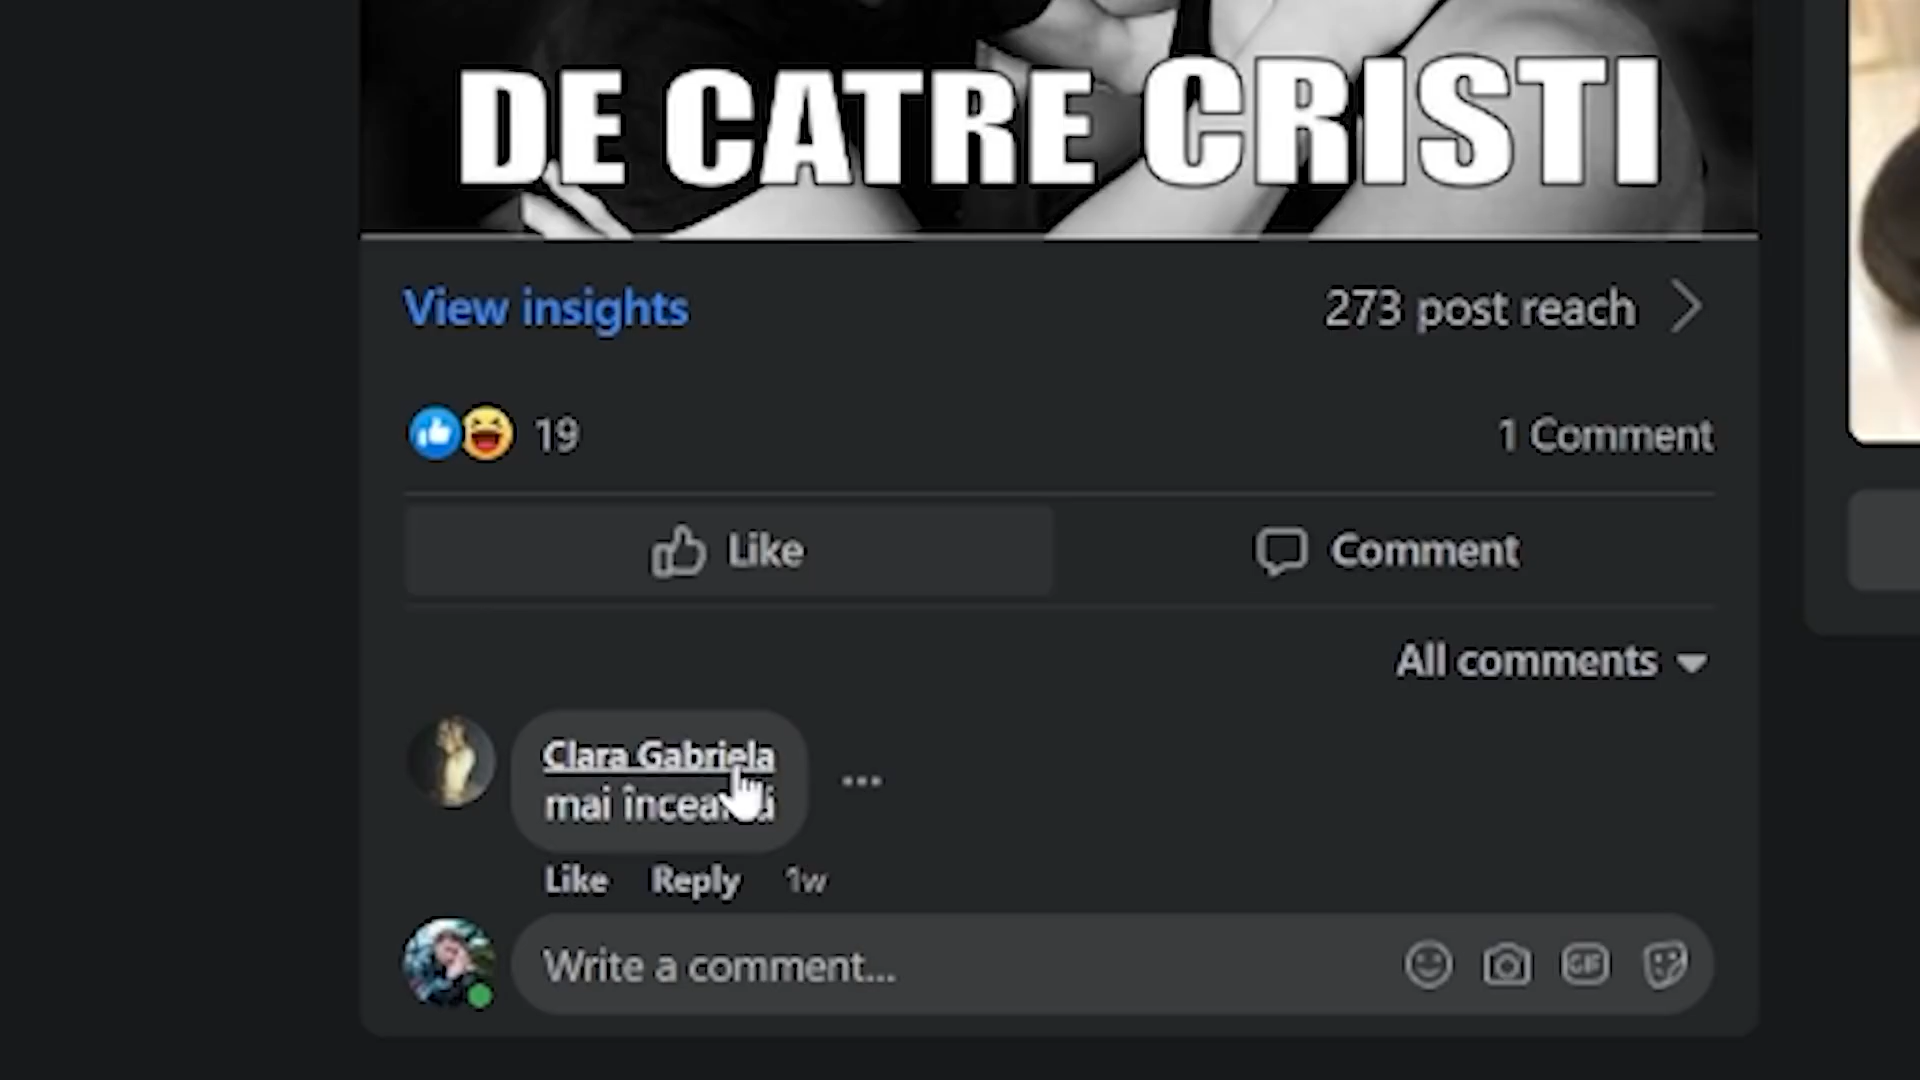 DE CATRE CRISTI
View insights
273 post reach
19
1 Comment
Like
Comment
All comments
Clara Gabriela
mai
Like Reply 1w
Write a comment...
GIF